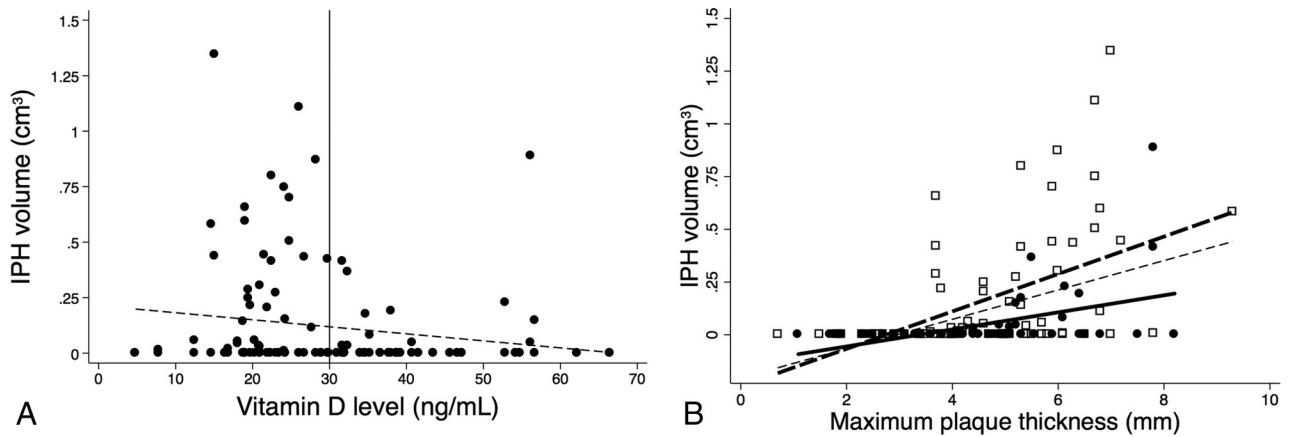 1.5
1.25
1
.75
.5
.25
0
IPH volume (cm³)
0 10 20 30 40 50 60 70
Vitamin D level (ng/mL)
A
1.5
1.25
1
.75
.5
.25
0
IPH volume (cm³)
0 2 4 6 8 10
Maximum plaque thickness (mm)
B